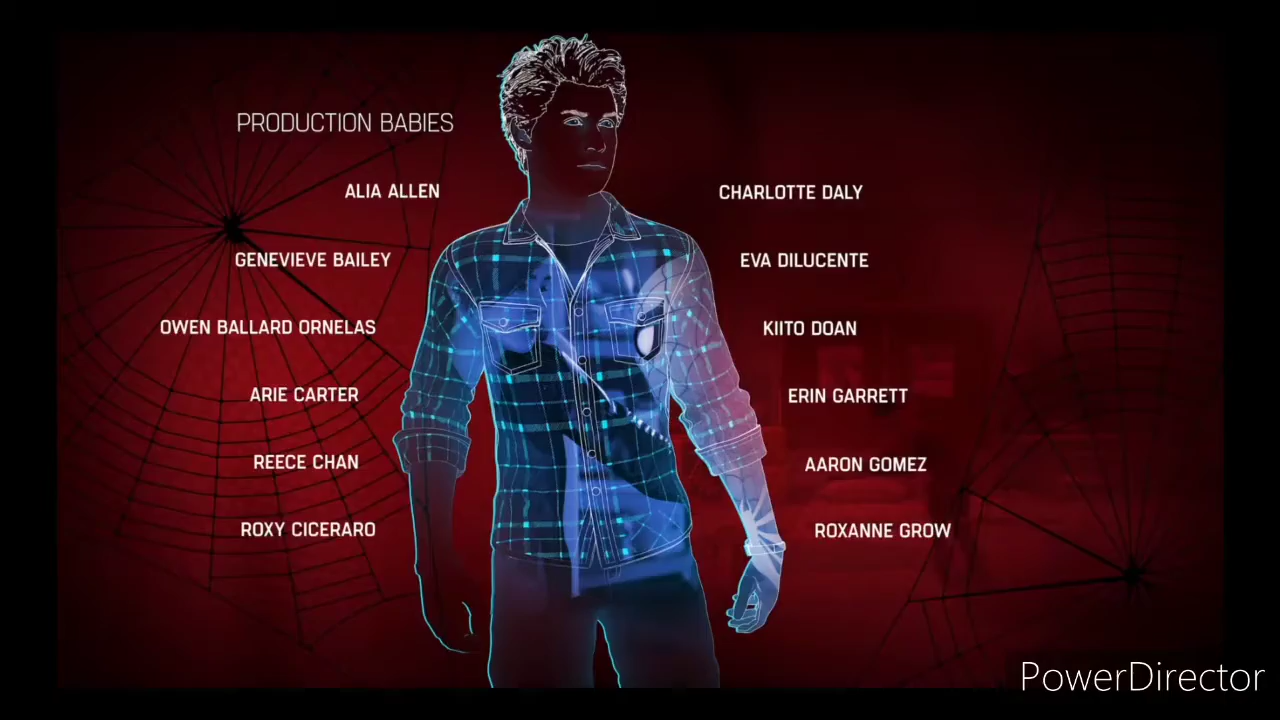 PRODUCTION BABIES
ALIA ALLEN
CHARLOTTE DALY
GENEVIEVE BAILEY
EVA DILUCENTE
OWEN BALLARD ORNELAS
KIITO DOAN
ARIE CARTER
ERIN GARRETT
REECE CHAN
AARON GOMEZ
ROXY CICERARO
ROXANNE GROW
PowerDirector